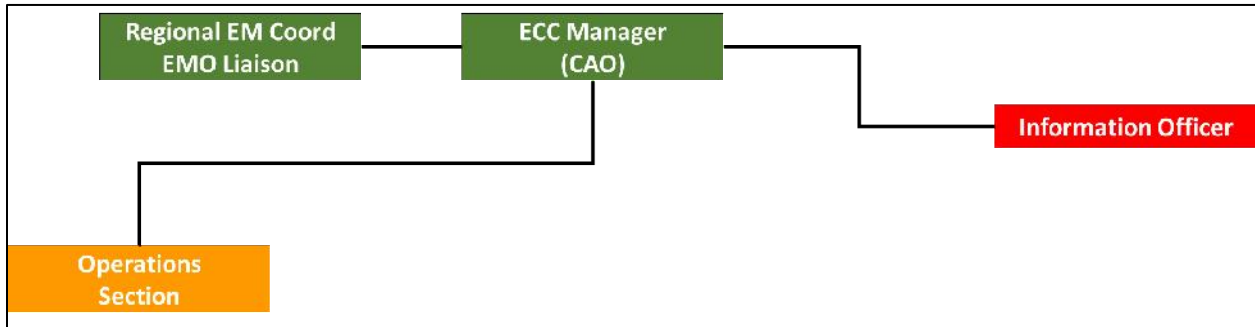 Regional EM Coord
EMO Liaison
ECC Manager
(CAO)
Information Officer
Operations
Section